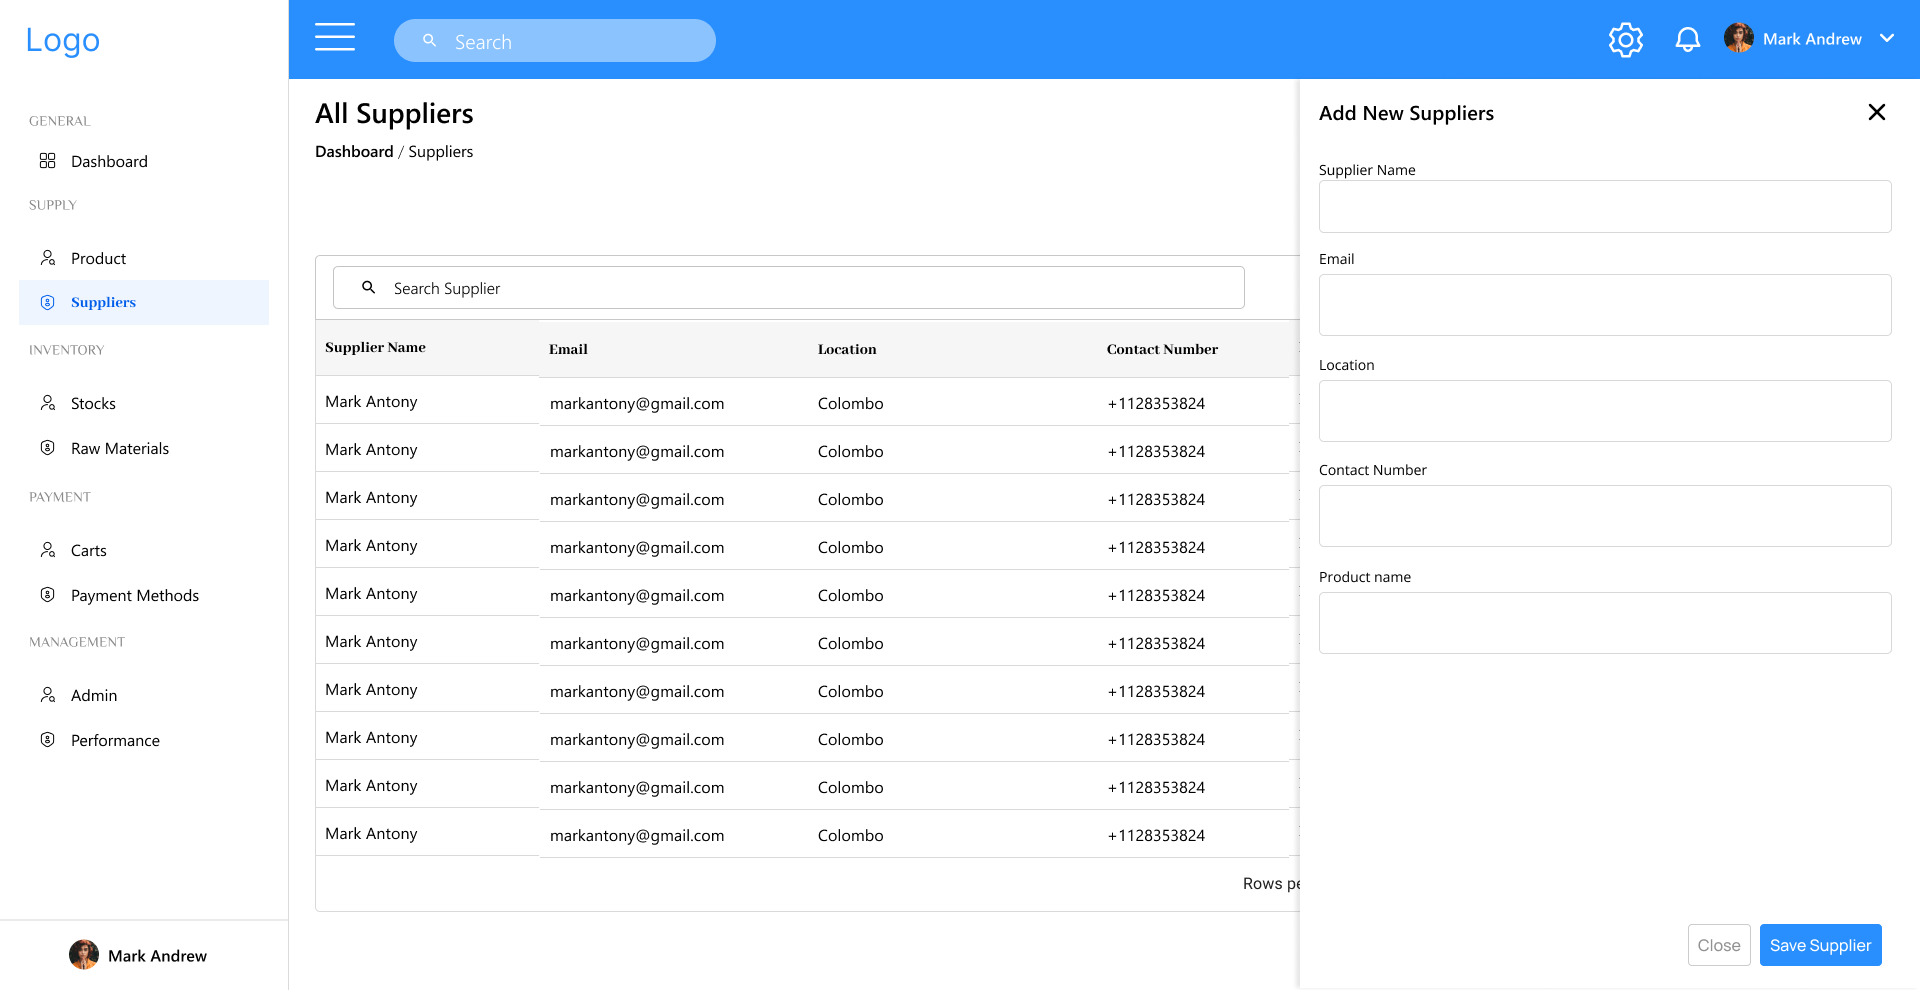 Logo
Search
Mark Andrew
GENERAL
Dashboard
SUPPLY
Product
Suppliers
INVENTORY
Stocks
Raw Materials
PAYMENT
Carts
Payment Methods
MANAGEMENT
Admin
Performance
Mark Andrew
All Suppliers
Dashboard / Suppliers
Search Supplier
Supplier Name Email Location Contact Number
Mark Antony markantony@gmail.com Colombo +1128353824
Mark Antony markantony@gmail.com Colombo +1128353824
Mark Antony markantony@gmail.com Colombo +1128353824
Mark Antony markantony@gmail.com Colombo +1128353824
Mark Antony markantony@gmail.com Colombo +1128353824
Mark Antony markantony@gmail.com Colombo +1128353824
Mark Antony markantony@gmail.com Colombo +1128353824
Mark Antony markantony@gmail.com Colombo +1128353824
Mark Antony markantony@gmail.com Colombo +1128353824
Mark Antony markantony@gmail.com Colombo +1128353824
Rows
Add New Suppliers
Supplier Name
Email
Location
Contact Number
Product name
Close
Save Supplier